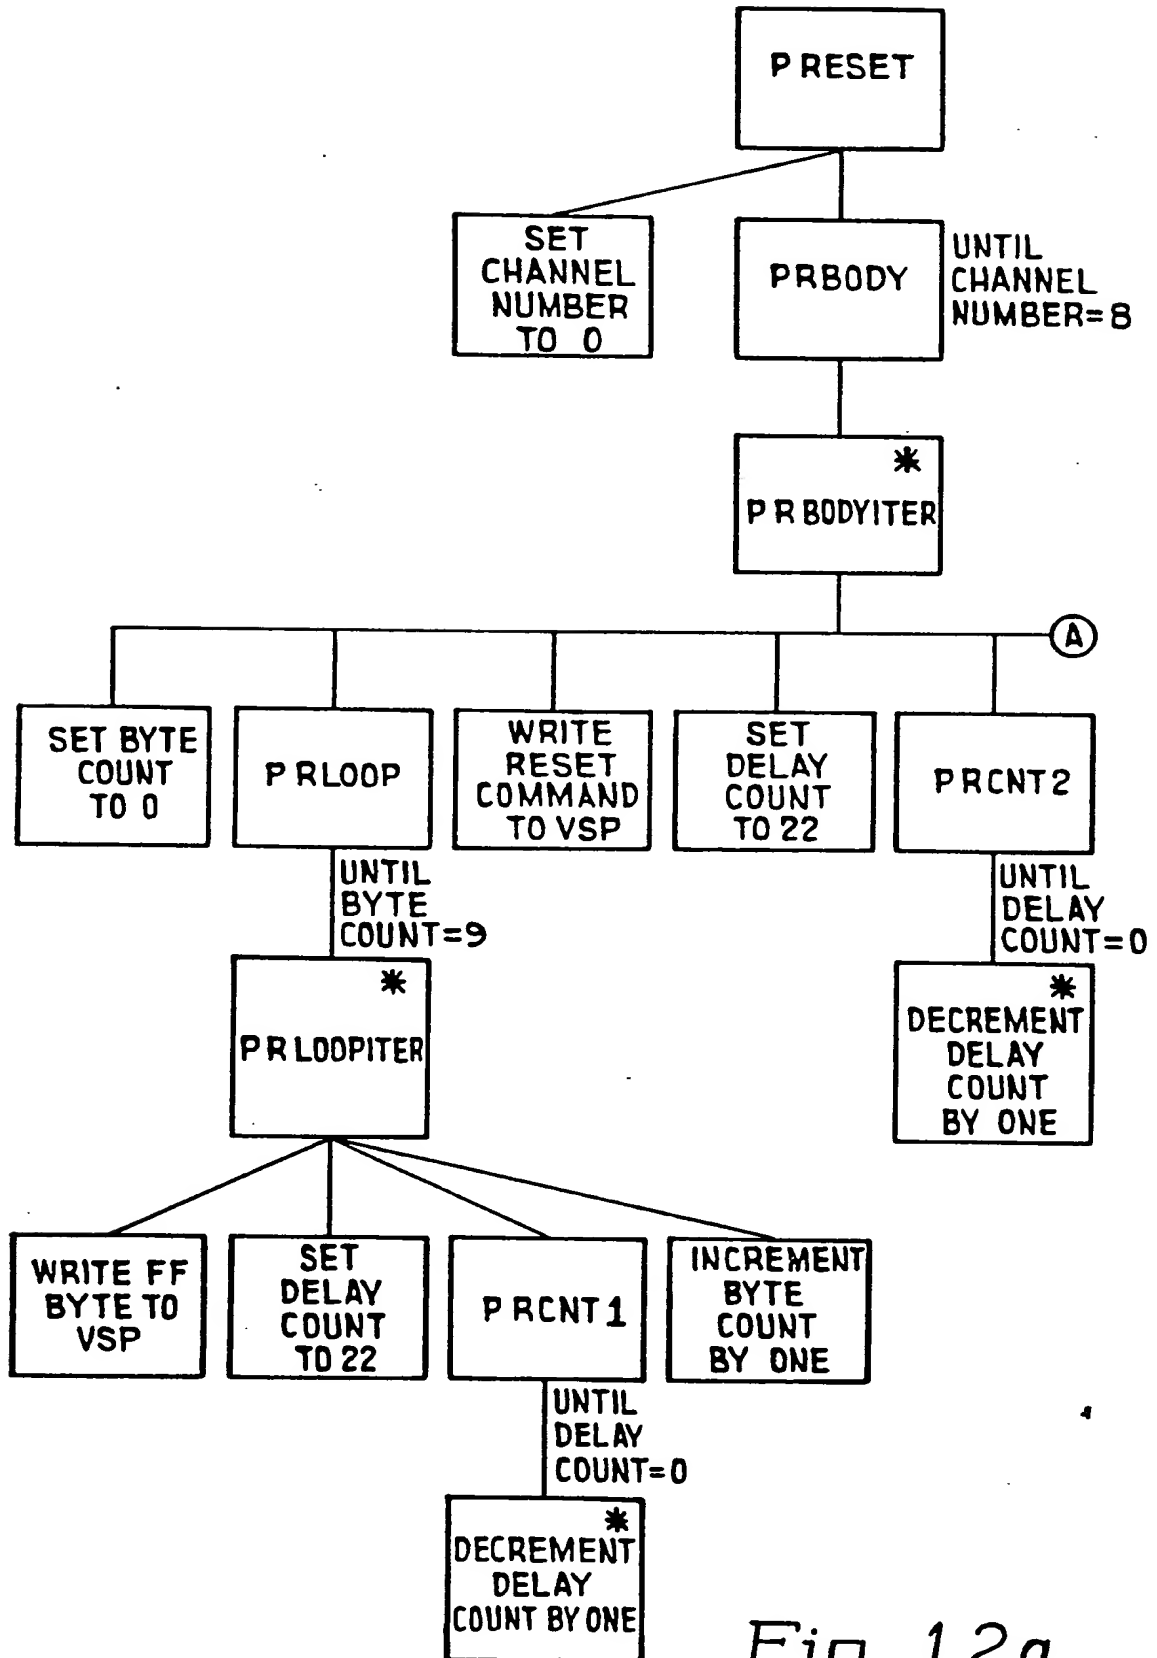 PRESET
SET
CHANNEL
NUMBER
TO 0
PRBODY
UNTIL
CHANNEL
NUMBER=8
*
PRBODYITER
A
SET BYTE
COUNT
TO 0
PRLOOP
WRITE
RESET
COMMAND
TO VSP
SET
DELAY
COUNT
TO 22
PRCNT2
UNTIL
BYTE
COUNT=9
UNTIL
DELAY
COUNT=0
*
PRLOOPITER
*
DECREMENT
DELAY
COUNT
BY ONE
WRITE FF
BYTE TO
VSP
SET
DELAY
COUNT
TO 22
PRCNT1
INCREMENT
BYTE
COUNT
BY ONE
UNTIL
DELAY
COUNT=0
*
DECREMENT
DELAY
COUNT BY ONE
Fig. 12a